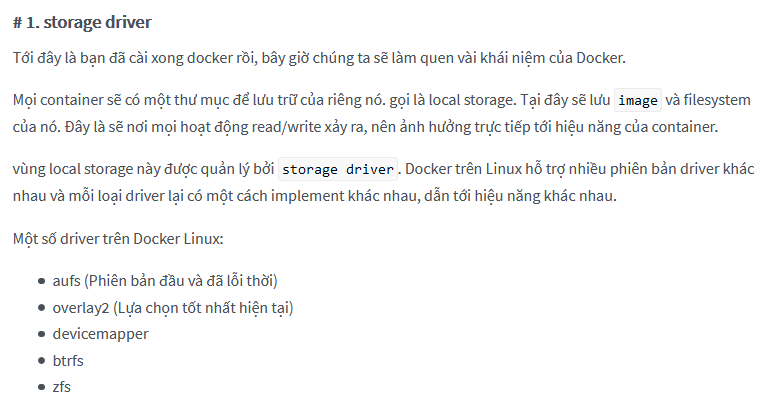 # 1. storage driver
Tới đây là bạn đã cài xong docker rồi, bây giờ chúng ta sẽ làm quen vài khái niệm của Docker.
Mọi container sẽ có một thư mục để lưu trữ của riêng nó. gọi là local storage. Tại đây sẽ lưu image và filesystem
của nó. Đây là sẽ nơi mọi hoạt động read/write xảy ra, nên ảnh hưởng trực tiếp tới hiệu năng của container.
vùng local storage này được quản lý bởi storage driver. Docker trên Linux hỗ trợ nhiều phiên bản driver khác
nhau và mỗi loại driver lại có một cách implement khác nhau, dẫn tới hiệu năng khác nhau.
Một số driver trên Docker Linux:
• aufs (Phiên bản đầu và đã lỗi thời)
• overlay2 (Lựa chọn tốt nhất hiện tại)
• devicemapper
• btrfs
• zfs